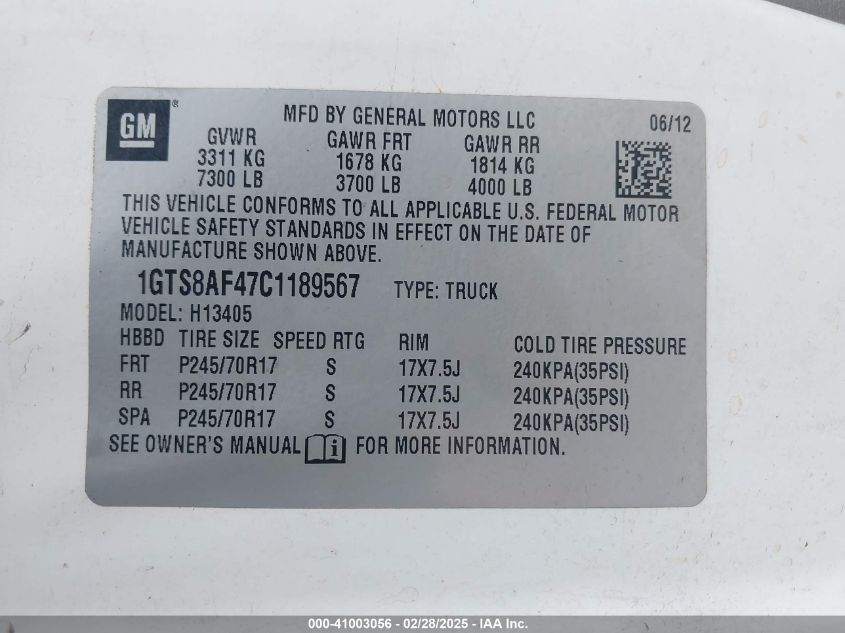 GM®
MFD BY GENERAL MOTORS LLC 06/12
GVWR GAWR FRT GAWR RR
3311 KG 1678 KG 1814 KG
7300 LB 3700 LB 4000 LB
THIS VEHICLE CONFORMS TO ALL APPLICABLE U.S. FEDERAL MOTOR
VEHICLE SAFETY STANDARDS IN EFFECT ON THE DATE OF
MANUFACTURE SHOWN ABOVE.
1GTS8AF47C1189567 TYPE: TRUCK
MODEL: H13405
HBBD TIRE SIZE SPEED RTG RIM COLD TIRE PRESSURE
FRT P245/70R17 S 17X7.5J 240KPA(35PSI)
RR P245/70R17 S 17X7.5J 240KPA(35PSI)
SPA P245/70R17 S 17X7.5J 240KPA(35PSI)
SEE OWNER'S MANUAL i FOR MORE INFORMATION.
000-41003056 - 02/28/2025 - IAA Inc.